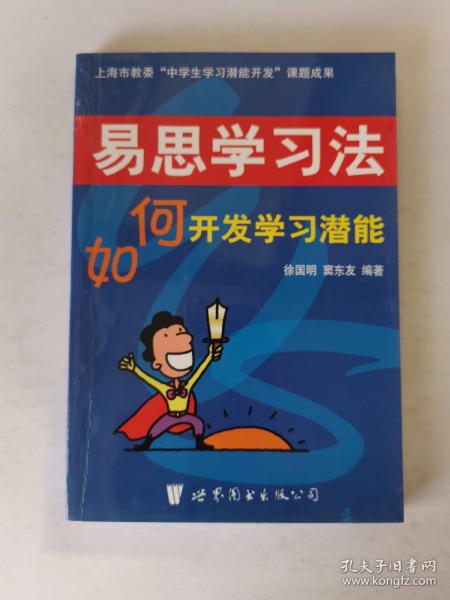 上海市教委“中学生学习潜能开发”课题成果
易思学习法
如何开发学习潜能
徐国明 窦东友 编著
世界图书出版公司
孔夫子旧书网
www.kongfz.com